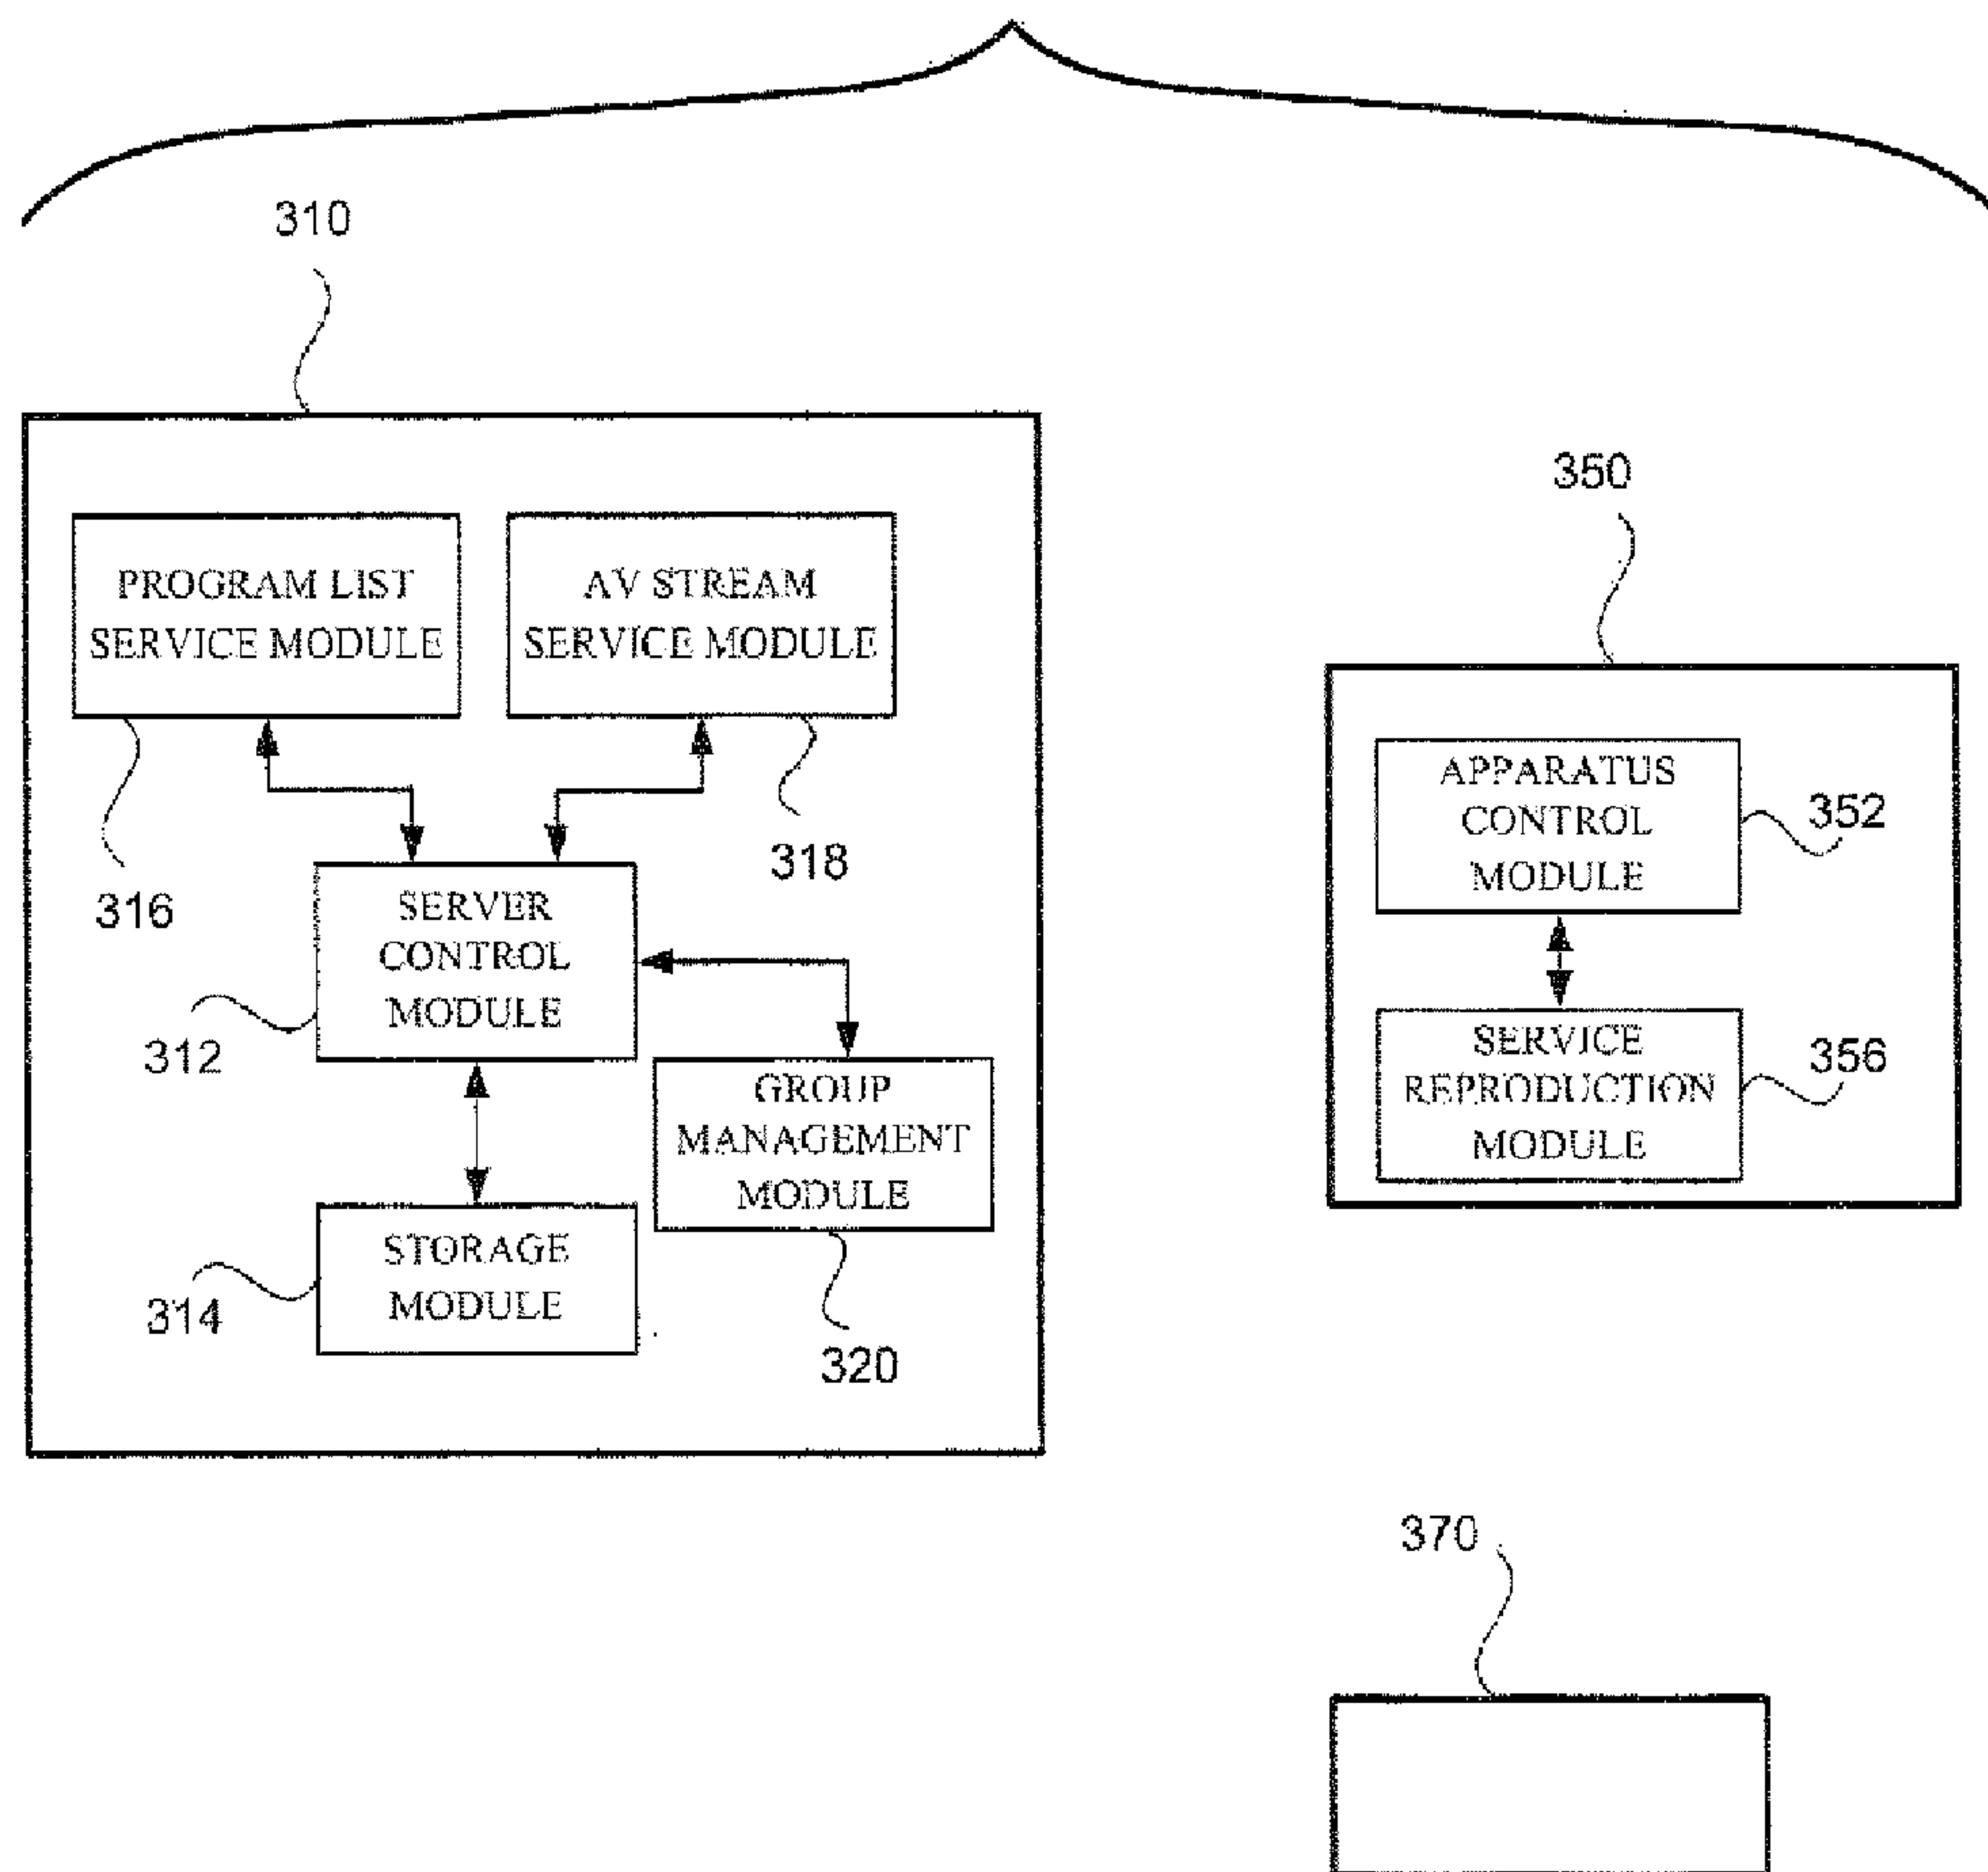 310
350
PROGRAM LIST
SERVICE MODULE
AV STREAM
SERVICE MODULE
316
318
SERVER
CONTROL
MODULE
312
GROUP
MANAGEMENT
MODULE
320
STORAGE
MODULE
314
APPARATUS
CONTROL
MODULE
352
SERVICE
REPRODUCTION
MODULE
356
370